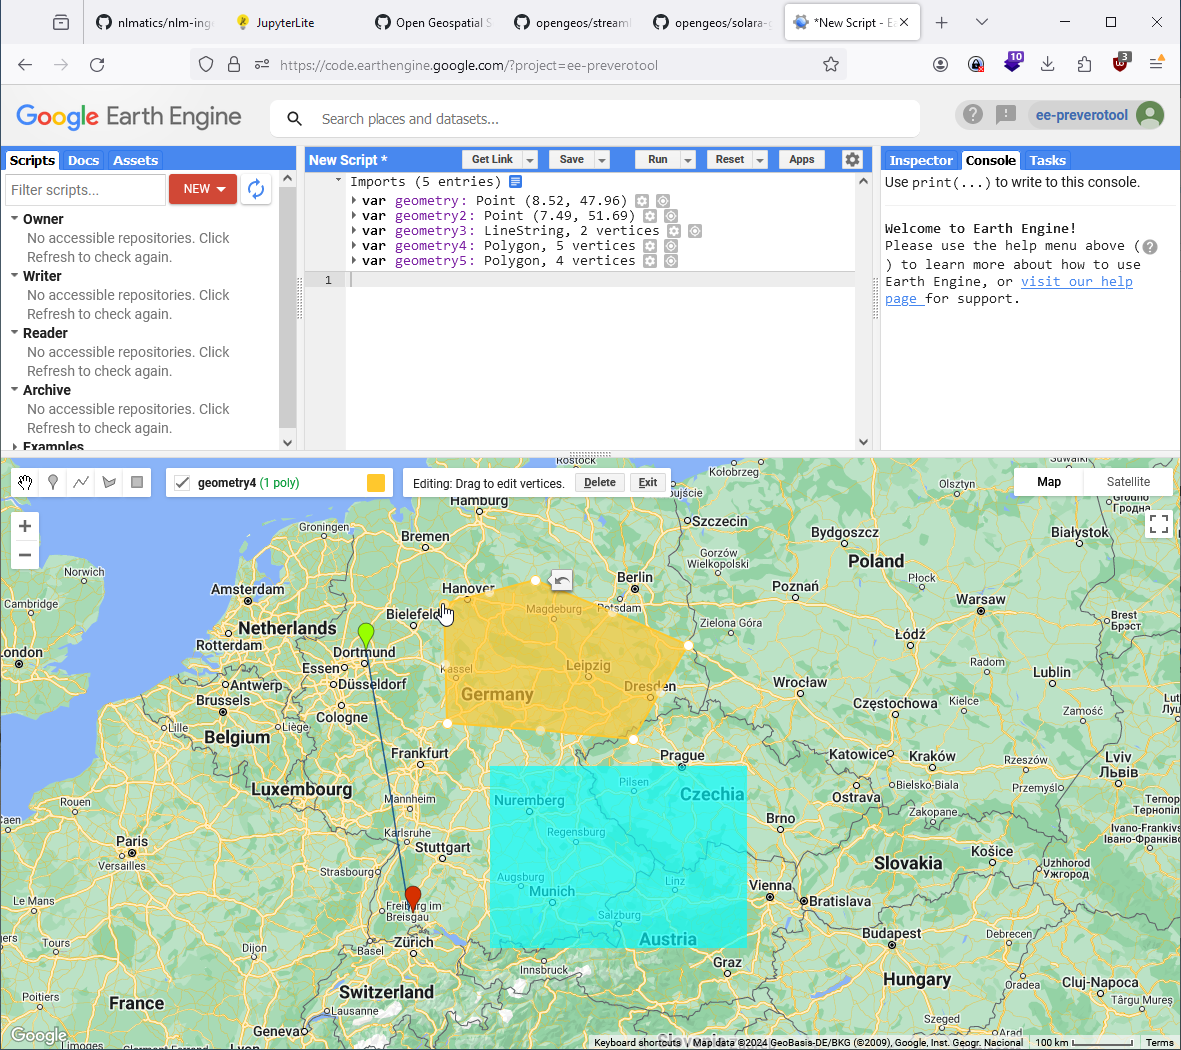 nlmatics/nlm-ing
JupyterLite
Open Geospatial S
opengeos/streaml
opengeos/solara-g
*New Script - Ea
https://code.earthengine.google.com/?project=ee-preverotool
10
3
Google Earth Engine
Search places and datasets...
ee-preverotool
Scripts Docs Assets
New Script *
Get Link
Save
Run
Reset
Apps
Inspector Console Tasks
Filter scripts...
NEW
Owner
No accessible repositories. Click
Refresh to check again.
Writer
No accessible repositories. Click
Refresh to check again.
Reader
No accessible repositories. Click
Refresh to check again.
Archive
No accessible repositories. Click
Refresh to check again.
Examples
Imports (5 entries)
var geometry: Point (8.52, 47.96)
var geometry2: Point (7.49, 51.69)
var geometry3: LineString, 2 vertices
var geometry4: Polygon, 5 vertices
var geometry5: Polygon, 4 vertices
1
Use print(...) to write to this console.
Welcome to Earth Engine!
Please use the help menu above (?
) to learn more about how to use
Earth Engine, or visit our help
page for support.
geometry4 (1 poly)
Editing: Drag to edit vertices.
Delete
Exit
Map
Satellite
+
−
Rostock
Kołobrzeg
Suwałki
Hamburg
Olsztyn
Гродна
Гродно
Groningen
Bremen
Szczecin
Bydgoszcz
Białystok
Norwich
Gorzów
Wielkopolski
Poland
Amsterdam
Hanover
Berlin
Poznań
Płock
Cambridge
Bielefeld
Magdeburg
Potsdam
Warsaw
Brest
Брэст
Netherlands
Zielona Góra
Łódź
London
Rotterdam
Dortmund
Essen
Kassel
Leipzig
Radom
Lublin
Antwerp
Düsseldorf
Germany
Dresden
Wrocław
Brussels
Cologne
Częstochowa
Kielce
Lutsk
Zamość
Lille
Liège
Belgium
Frankfurt
Prague
Katowice
Kraków
Rzeszów
Lviv
Львів
Luxembourg
Pilsen
Bielsko-Biała
Przemyśl
Rouen
Mannheim
Nuremberg
Czechia
Ostrava
Zakopane
Caen
Karlsruhe
Regensburg
Brno
Paris
Stuttgart
Košice
Versailles
Slovakia
Uzhhorod
Ужгород
Strasbourg
Augsburg
Linz
Vienna
Le Mans
Munich
Bratislava
Freiburg im
Breisgau
Salzburg
Budapest
Debrecen
Tours
Dijon
Basel
Zürich
Austria
Innsbruck
Graz
Hungary
Oradea
Cluj-Napoca
Poitiers
France
Switzerland
Târgu Mureș
Lausanne
Szeged
Geneva
Arad
Google
Limoges
Lyon
Keyboard shortcuts
Map data ©2024 GeoBasis-DE/BKG (©2009), Google, Inst. Geogr. Nacional
100 km
Terms